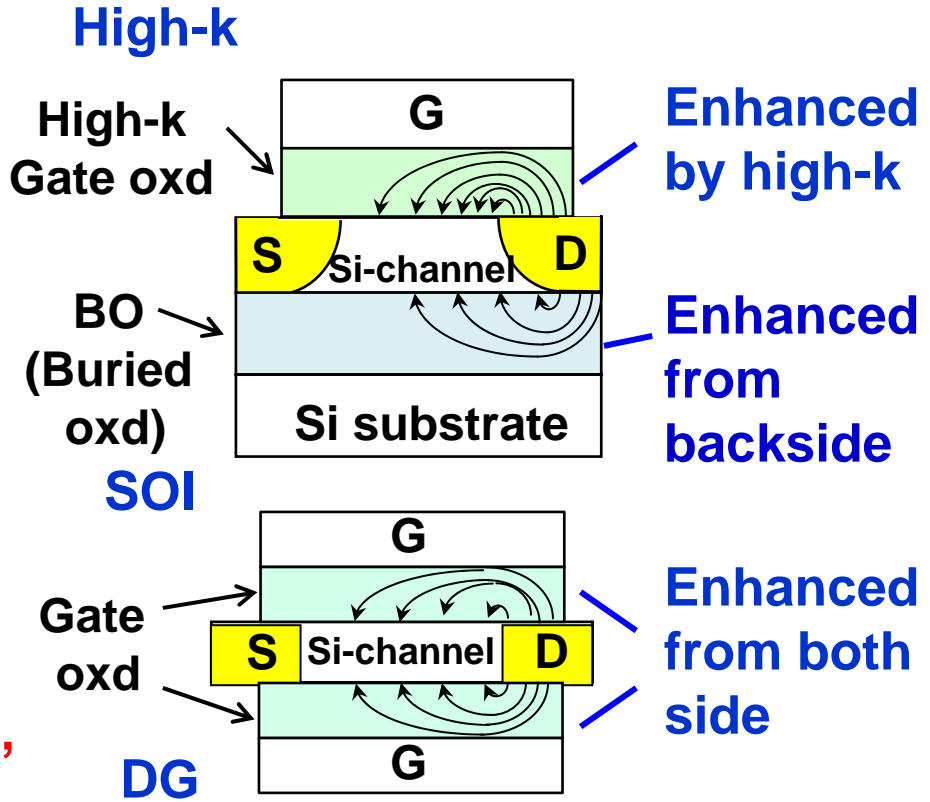 High-k
High-k
Gate oxd
G
Enhanced
by high-k
S
Si-channel
D
BO
(Buried
oxd)
Enhanced
from
backside
Si substrate
SOI
G
Gate
oxd
S
Si-channel
D
Enhanced
from both
side
G
,
DG